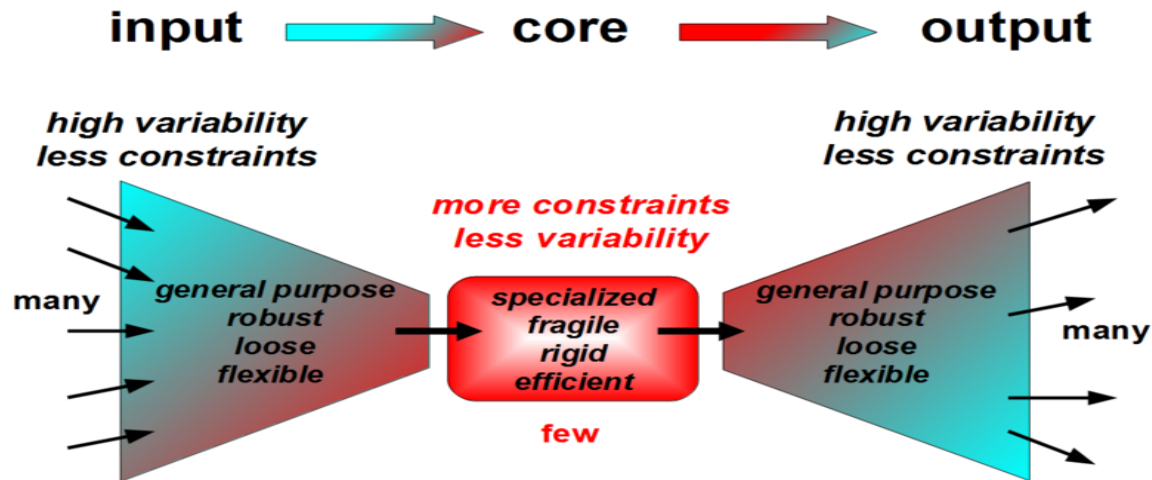 input core output
high variability
less constraints
high variability
less constraints
more constraints
less variability
many
general purpose
robust
loose
flexible
specialized
fragile
rigid
efficient
few
general purpose
robust
loose
flexible
many